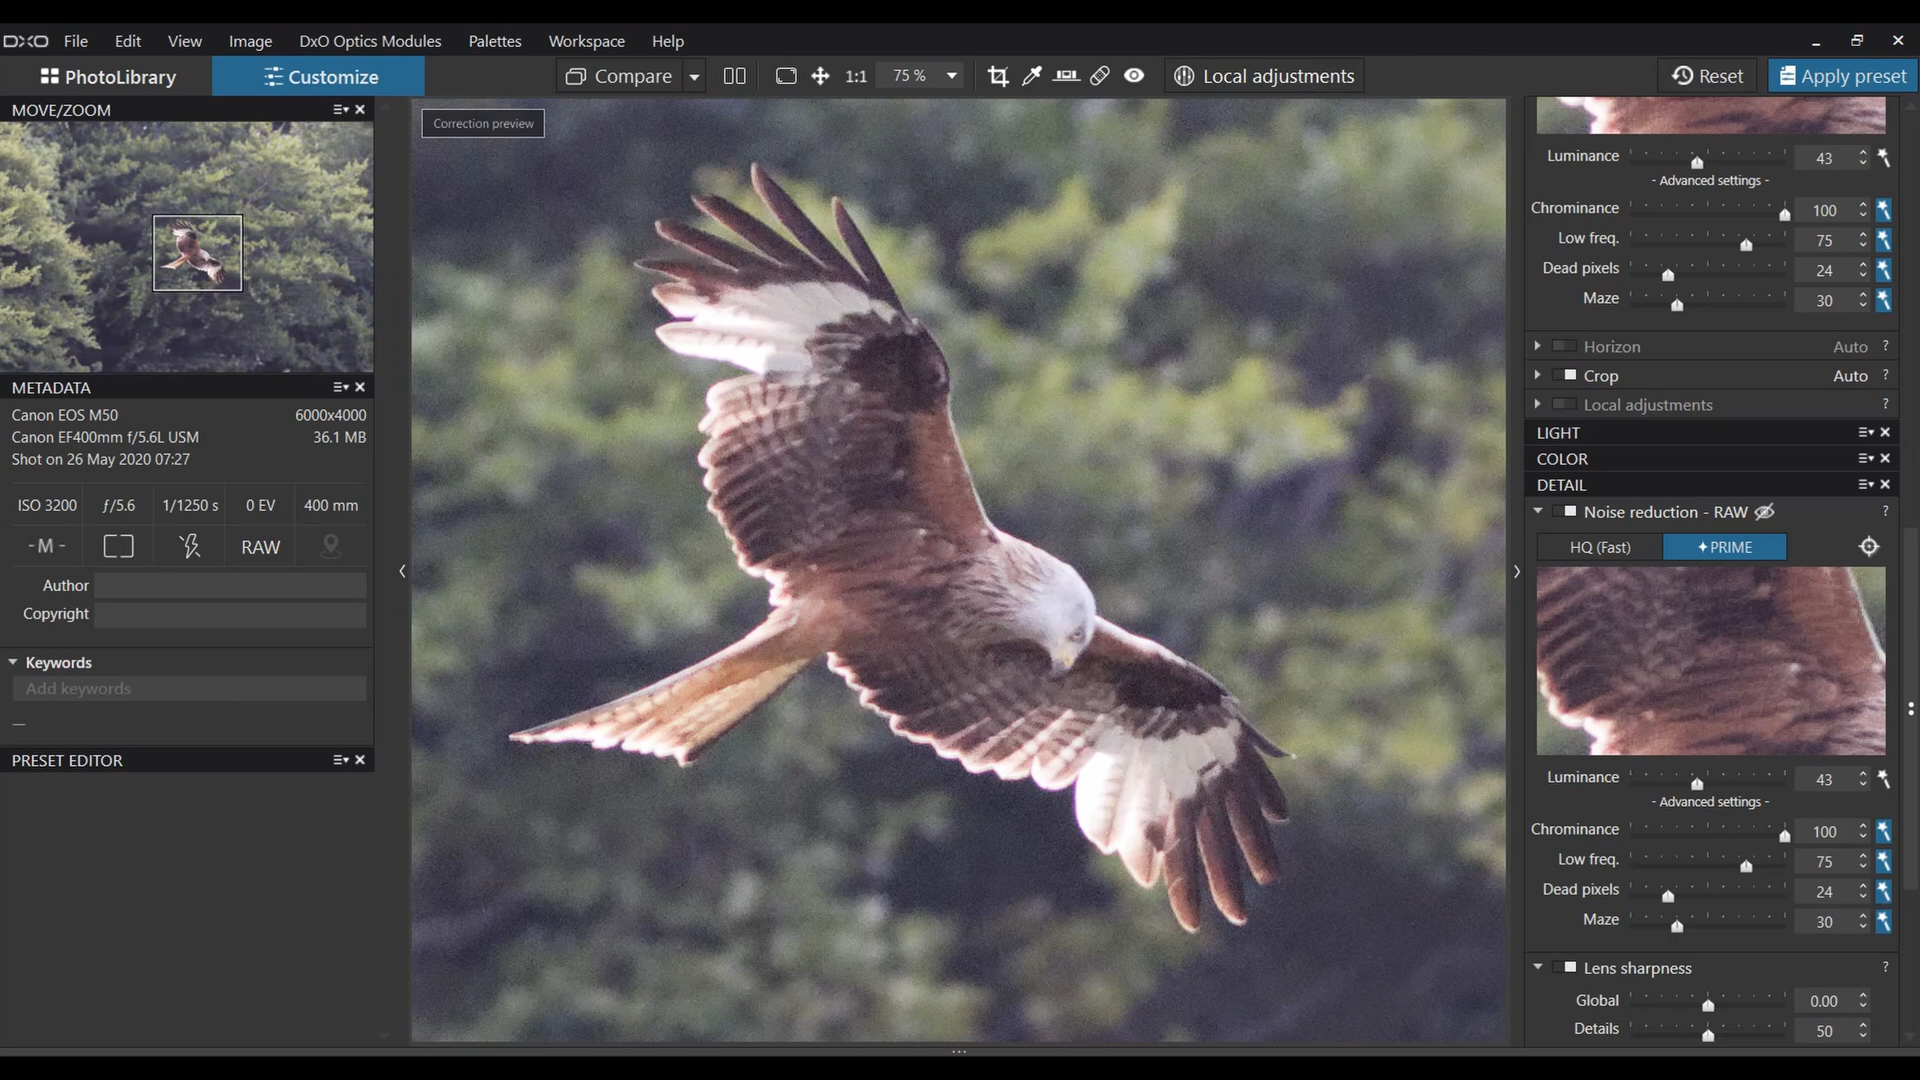 DXO File Edit View Image DxO Optics Modules Palettes Workspace Help
PhotoLibrary Customize Compare 1:1 75 % Local adjustments Reset Apply preset
MOVE/ZOOM
METADATA
Canon EOS M50 6000x4000
Canon EF400mm f/5.6L USM 36.1 MB
Shot on 26 May 2020 07:27
ISO 3200 ƒ/5.6 1/1250 s 0 EV 400 mm
- M - RAW
Author
Copyright
Keywords
Add keywords
PRESET EDITOR
Correction preview
Luminance 43
- Advanced settings -
Chrominance 100
Low freq. 75
Dead pixels 24
Maze 30
Horizon Auto ?
Crop Auto ?
Local adjustments ?
LIGHT
COLOR
DETAIL
Noise reduction - RAW ?
HQ (Fast) PRIME
Luminance 43
- Advanced settings -
Chrominance 100
Low freq. 75
Dead pixels 24
Maze 30
Lens sharpness ?
Global 0.00
Details 50